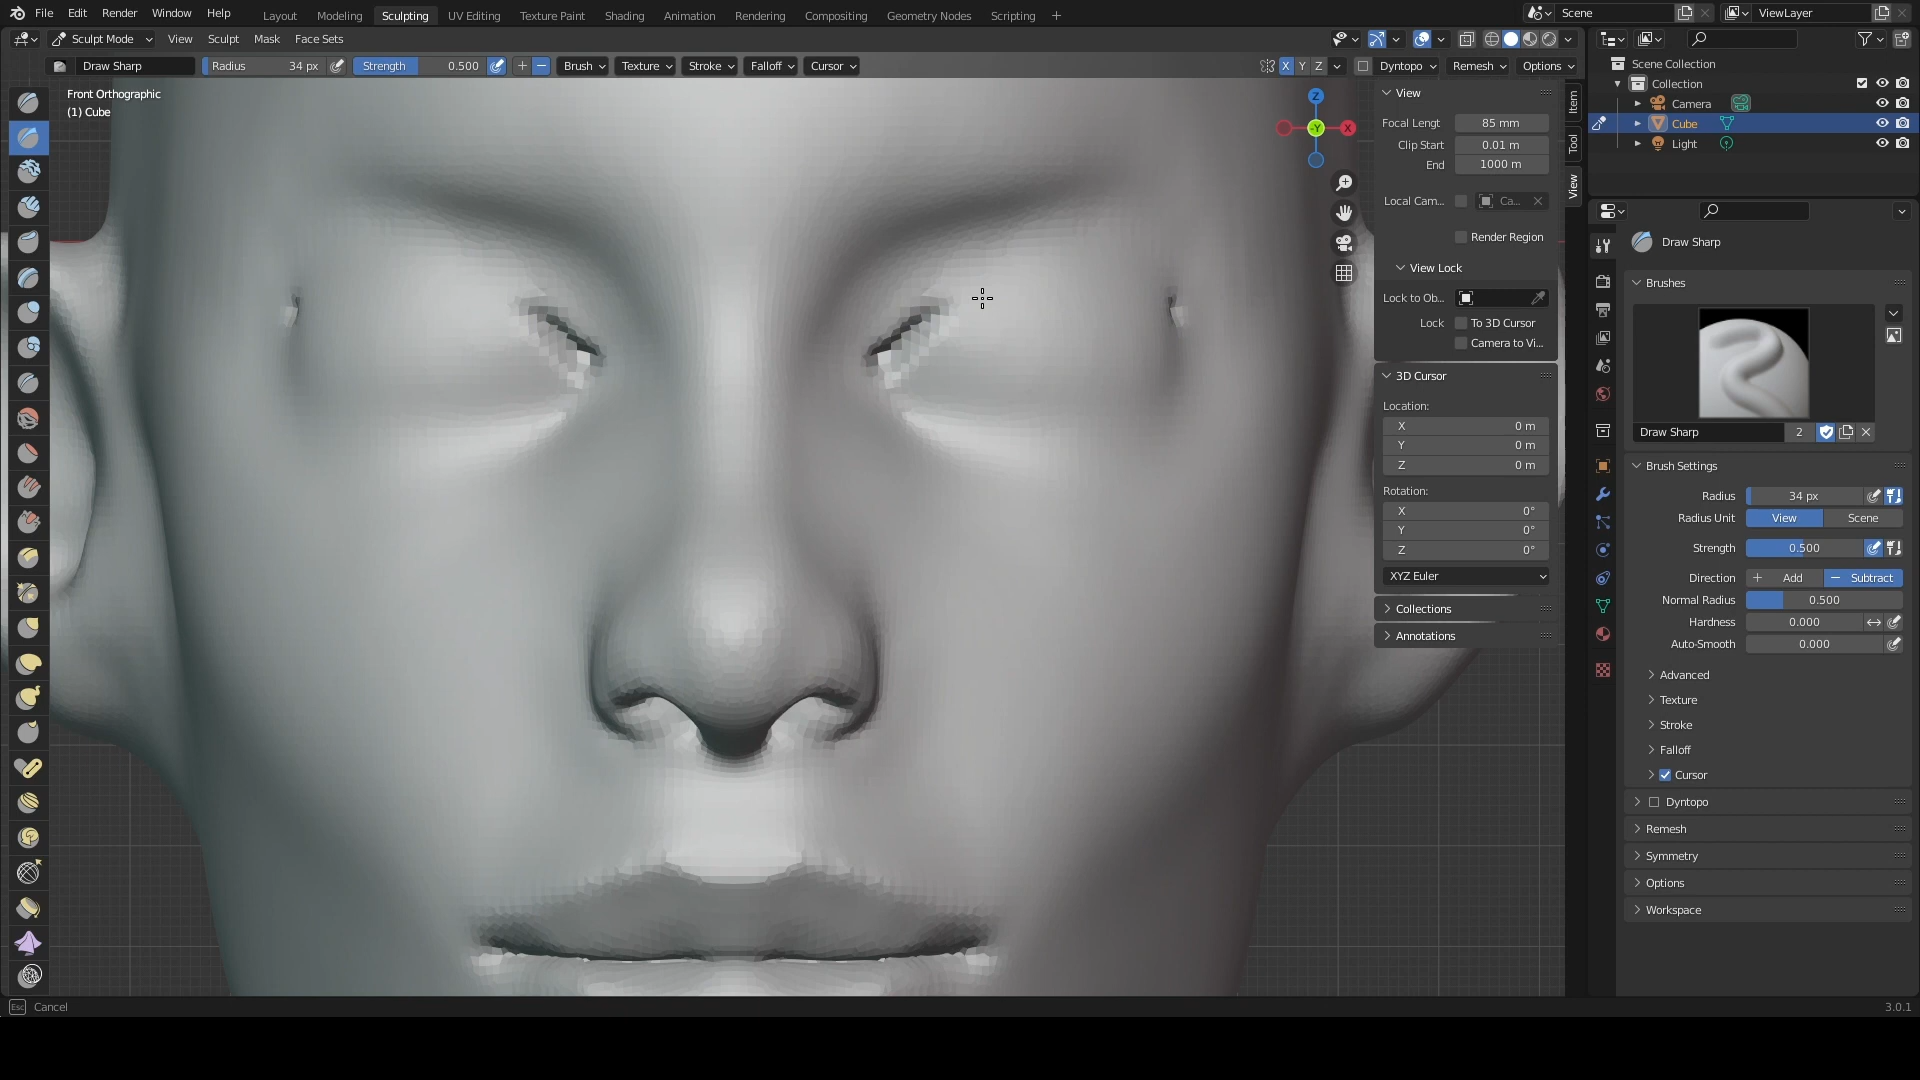 File Edit Render Window Help Layout Modeling Sculpting UV Editing Texture Paint Shading Animation Rendering Compositing Geometry Nodes Scripting + Scene ViewLayer
Sculpt Mode View Sculpt Mask Face Sets
Draw Sharp Radius 34 px Strength 0.500 + − Brush Texture Stroke Falloff Cursor X Y Z Dyntopo Remesh Options
Front Orthographic
(1) Cube
Z
-Y
X
View
Focal Lengt 85 mm
Clip Start 0.01 m
End 1000 m
Local Cam... Ca...
Render Region
View Lock
Lock to Ob...
Lock To 3D Cursor
Camera to Vi...
3D Cursor
Location:
X 0 m
Y 0 m
Z 0 m
Rotation:
X 0°
Y 0°
Z 0°
XYZ Euler
Collections
Annotations
Item
Tool
View
Scene Collection
Collection
Camera
Cube
Light
Draw Sharp
Brushes
Draw Sharp 2
Brush Settings
Radius 34 px
Radius Unit View Scene
Strength 0.500
Direction + Add − Subtract
Normal Radius 0.500
Hardness 0.000
Auto-Smooth 0.000
Advanced
Texture
Stroke
Falloff
Cursor
Dyntopo
Remesh
Symmetry
Options
Workspace
Esc Cancel
3.0.1